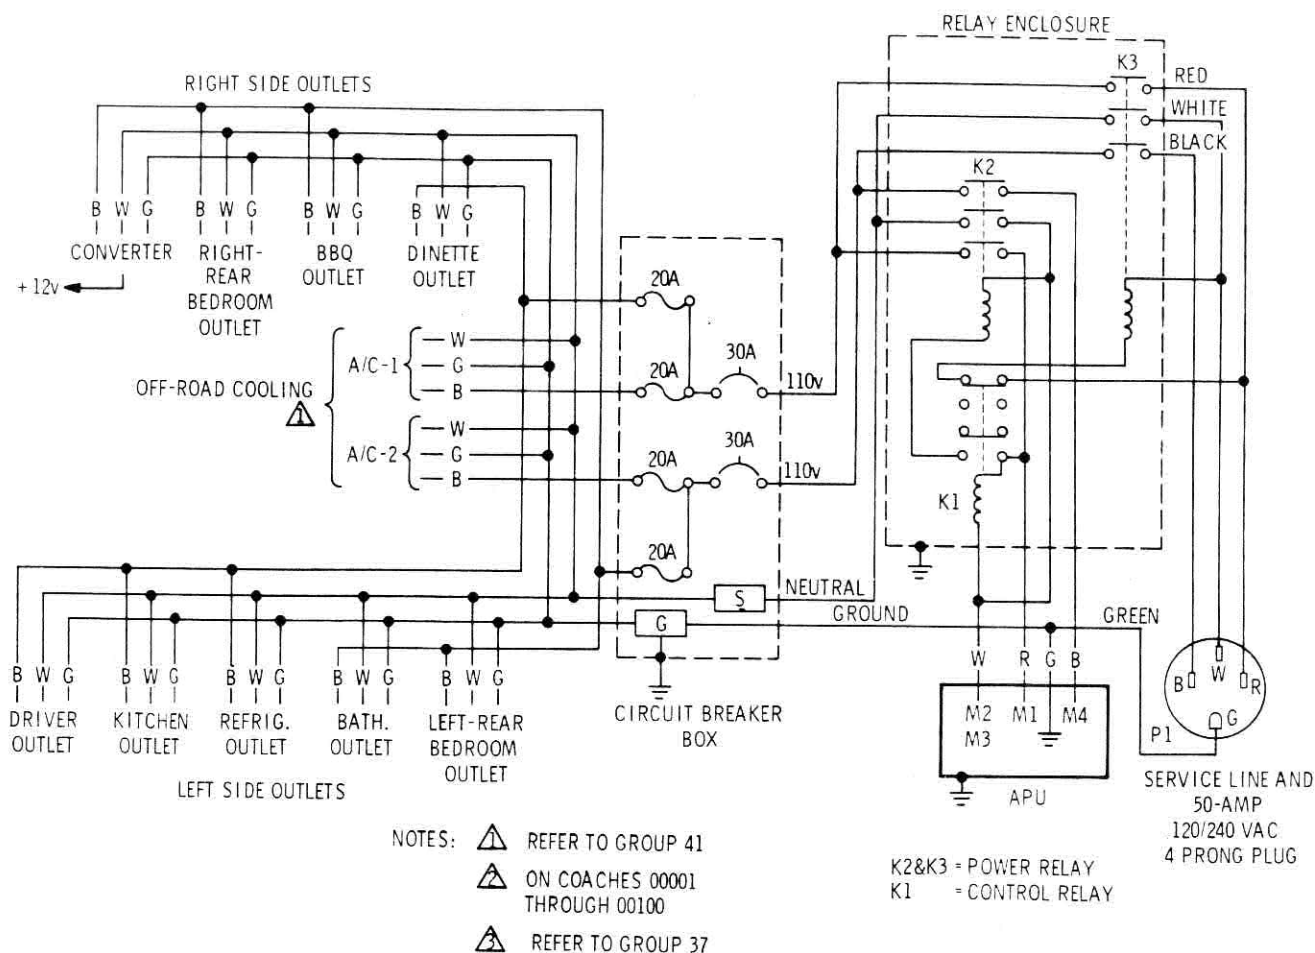 RELAY ENCLOSURE
K3
RED
WHITE
BLACK
K2
RIGHT SIDE OUTLETS
B W G
B W G
B W G
B W G
CONVERTER
+ 12v
RIGHT-
REAR
BEDROOM
OUTLET
BBQ
OUTLET
DINETTE
OUTLET
OFF-ROAD COOLING
1
A/C-1
W
G
B
A/C-2
W
G
B
20A
20A
30A
110v
20A
30A
110v
20A
S
NEUTRAL
G
GROUND
GREEN
K1
CIRCUIT BREAKER
BOX
B W G
B W G
B W G
B W G
B W G
DRIVER
OUTLET
KITCHEN
OUTLET
REFRIG.
OUTLET
BATH.
OUTLET
LEFT-REAR
BEDROOM
OUTLET
LEFT SIDE OUTLETS
W R G B
M2 M1 M4
M3
APU
B W R
G
P1
SERVICE LINE AND
50-AMP
120/240 VAC
4 PRONG PLUG
K2&K3 = POWER RELAY
K1 = CONTROL RELAY
NOTES: 1 REFER TO GROUP 41
2 ON COACHES 00001
THROUGH 00100
3 REFER TO GROUP 37